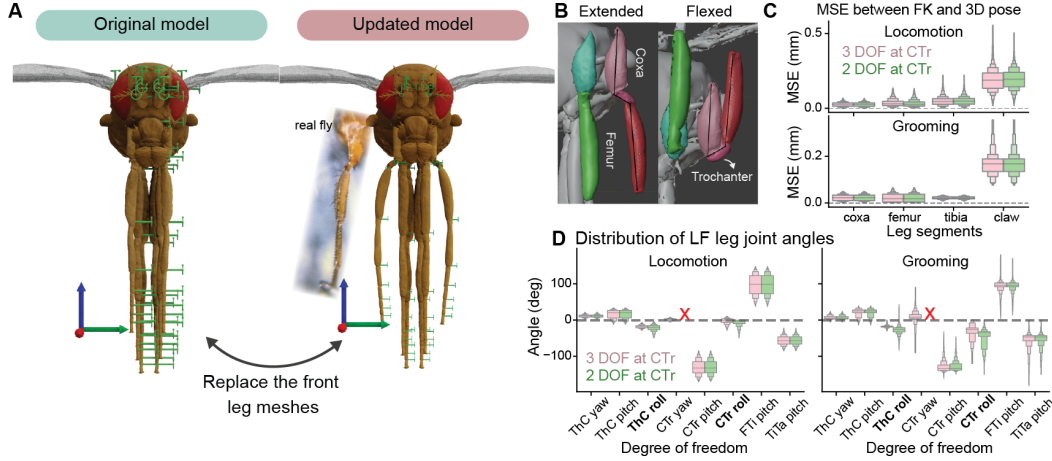 A
Original model
Updated model
real fly
Replace the front
leg meshes
B
Extended
Flexed
Coxa
Femur
Trochanter
C
MSE between FK and 3D pose
Locomotion
3 DOF at CTr
2 DOF at CTr
MSE (mm)
0.5
0.0
Grooming
MSE (mm)
0.2
0.0
coxa
femur
tibia
claw
Leg segments
D
Distribution of LF leg joint angles
Locomotion
Grooming
Angle (deg)
100
0
−100
X
X
3 DOF at CTr
2 DOF at CTr
ThC yaw
ThC pitch
ThC roll
CTr yaw
CTr pitch
CTr roll
FTi pitch
TiTa pitch
Degree of freedom
ThC yaw
ThC pitch
ThC roll
CTr yaw
CTr pitch
CTr roll
FTi pitch
TiTa pitch
Degree of freedom